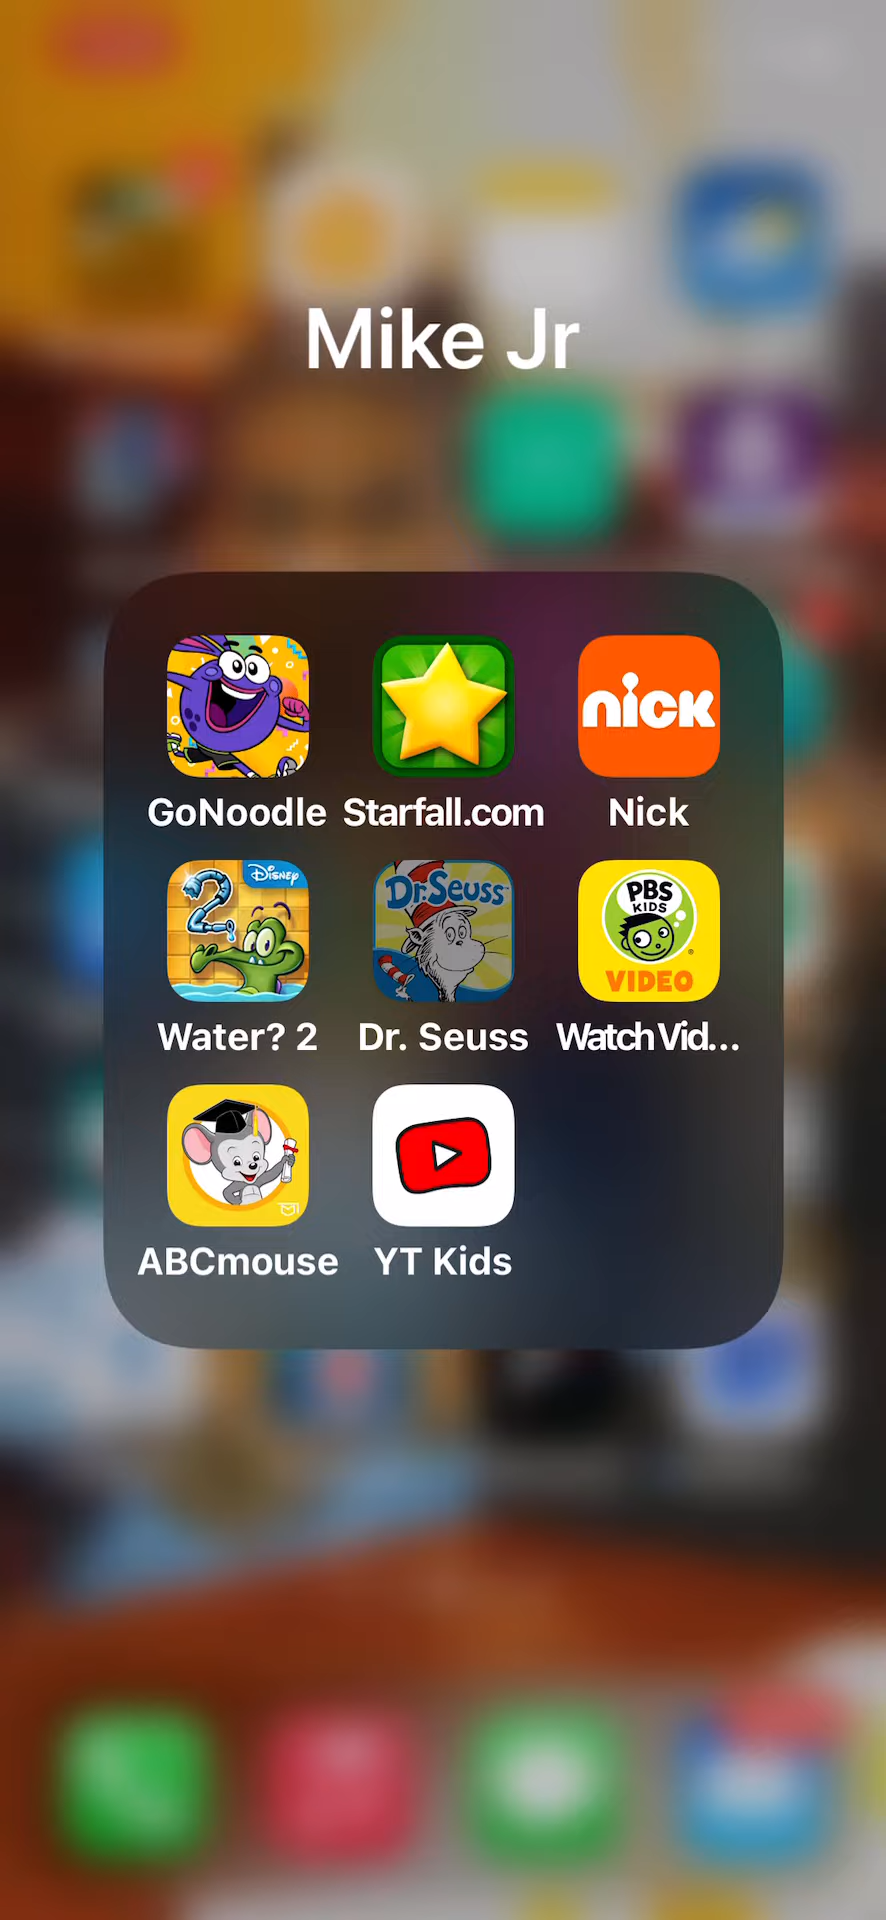 Mike Jr
nick
GoNoodle Starfall.com Nick
2 Disney
Dr. Seuss
PBS
KIDS
VIDEO
Water? 2 Dr. Seuss Watch Vid...
ABCmouse YT Kids